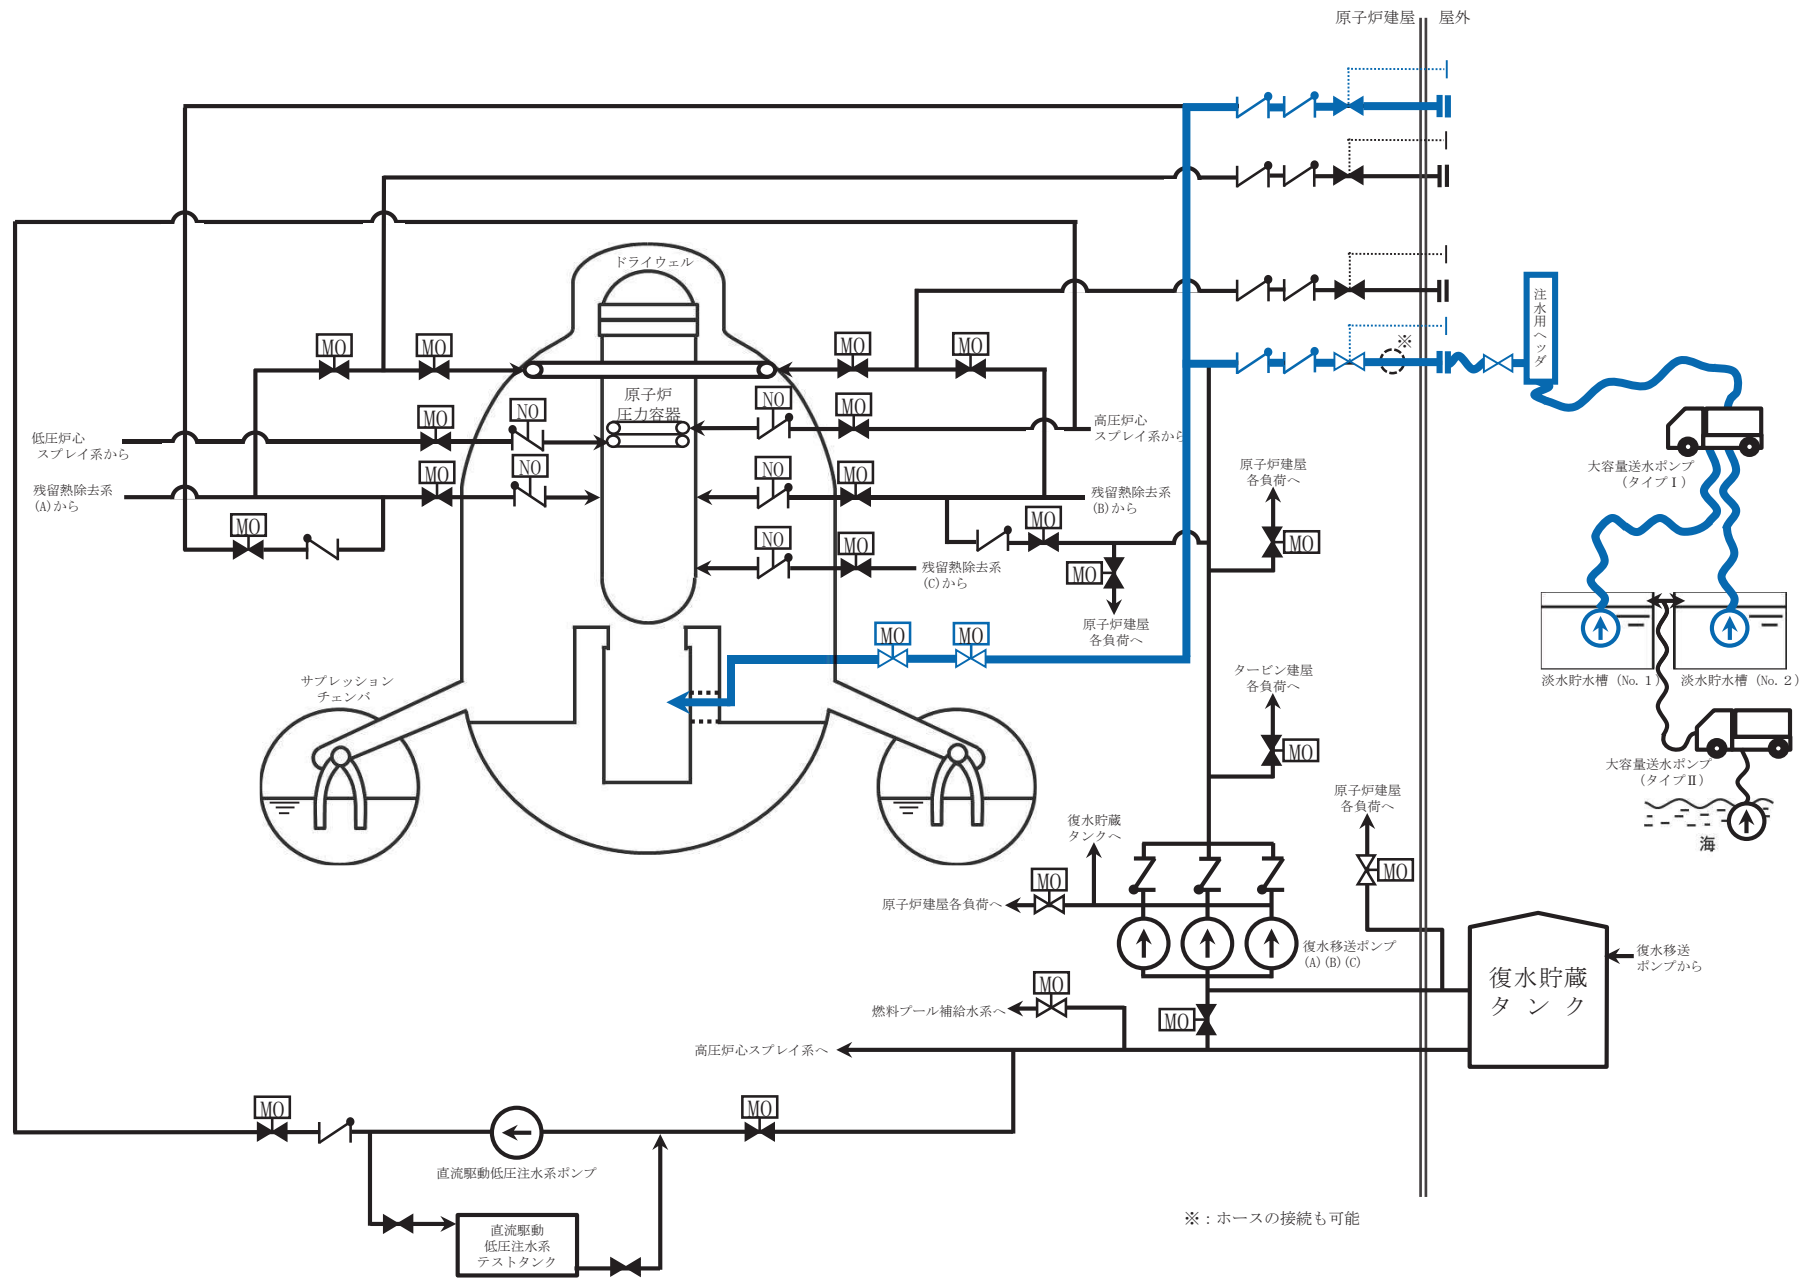 原子炉建屋 屋外
ドライウェル
※
注水用ヘッダ
MO MO MO MO
原子炉
圧力容器
MO NO NO MO
低圧炉心
スプレイ系から
高圧炉心
スプレイ系から
MO NO NO MO
残留熱除去系
(A)から
残留熱除去系
(B)から
原子炉建屋
各負荷へ
大容量送水ポンプ
(タイプⅠ)
MO NO MO MO MO
MO
残留熱除去系
(C)から
原子炉建屋
各負荷へ
MO MO
サプレッション
チェンバ
タービン建屋
各負荷へ
淡水貯水槽(No.1) 淡水貯水槽(No.2)
MO
大容量送水ポンプ
(タイプⅡ)
原子炉建屋
各負荷へ
復水貯蔵
タンクへ
海
MO MO
原子炉建屋各負荷へ
復水移送ポンプ
(A)(B)(C)
復水移送
ポンプから
復水貯蔵
タンク
MO
燃料プール補給水系へ
MO
高圧炉心スプレイ系へ
MO MO
直流駆動低圧注水系ポンプ
直流駆動
低圧注水系
テストタンク
※:ホースの接続も可能